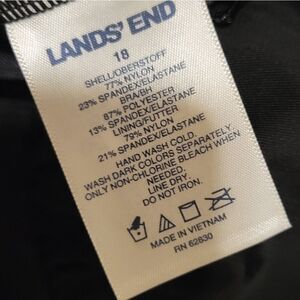 LANDS' END
18
SHELL/OBERSTOFF
77% NYLON
23% SPANDEX/ELASTANE
BRA/BH
87% POLYESTER
13% SPANDEX/ELASTANE
LINING/FUTTER
79% NYLON
21% SPANDEX/ELASTANE
HAND WASH COLD.
WASH DARK COLORS SEPARATELY.
ONLY NON-CHLORINE BLEACH WHEN
NEEDED.
LINE DRY.
DO NOT IRON.
MADE IN VIETNAM
RN 62830